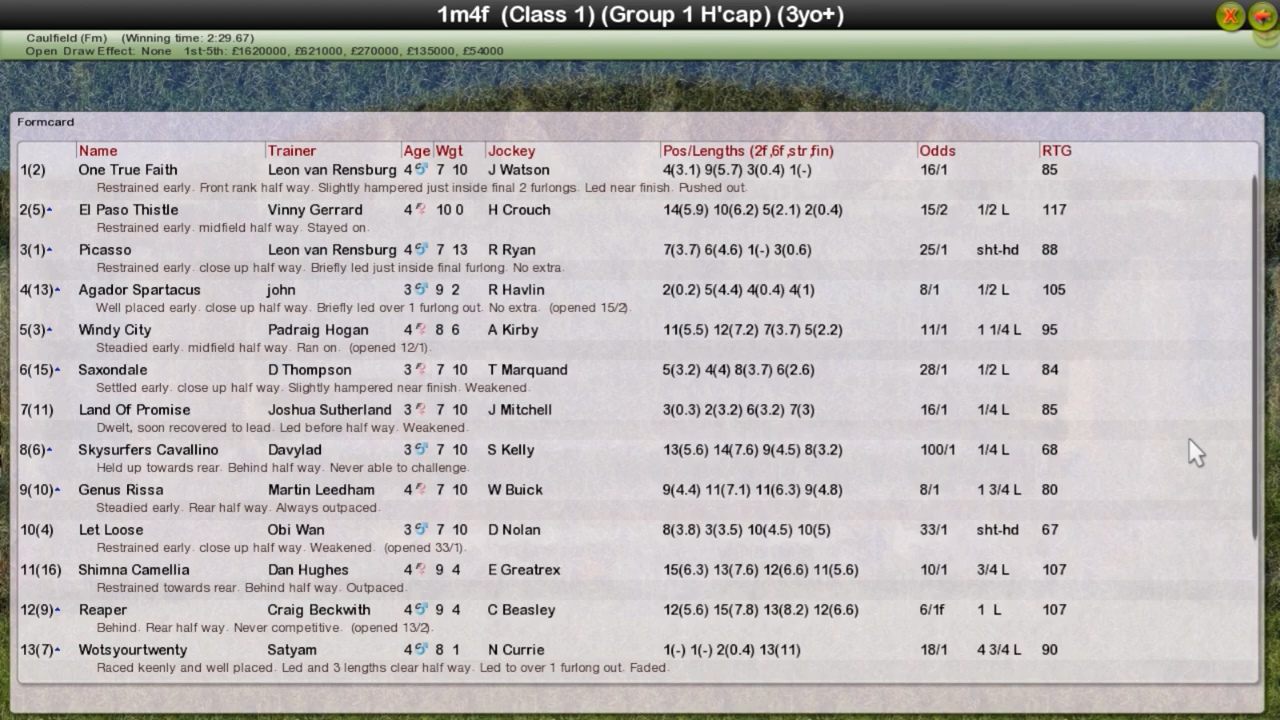 1m4f (Class 1) (Group 1 H'cap) (3yo+)
Caulfield (Fm) (Winning time: 2:29.67)
Open Draw Effect: None 1st-5th: £1620000, £621000, £270000, £135000, £54000
Formcard
Name Trainer Age Wgt Jockey Pos/Lengths (2f,6f,str,fin) Odds RTG
1(2) One True Faith Leon van Rensburg 4 7 10 J Watson 4(3.1) 9(5.7) 3(0.4) 1(-) 16/1 85
Restrained early. Front rank half way. Slightly hampered just inside final 2 furlongs. Led near finish. Pushed out.
2(5) El Paso Thistle Vinny Gerrard 4 10 0 H Crouch 14(5.9) 10(6.2) 5(2.1) 2(0.4) 15/2 1/2 L 117
Restrained early. midfield half way. Stayed on.
3(1) Picasso Leon van Rensburg 4 7 13 R Ryan 7(3.7) 6(4.6) 1(-) 3(0.6) 25/1 sht-hd 88
Restrained early. close up half way. Briefly led just inside final furlong. No extra.
4(13) Agador Spartacus john 3 9 2 R Havlin 2(0.2) 5(4.4) 4(0.4) 4(1) 8/1 1/2 L 105
Well placed early. close up half way. Briefly led over 1 furlong out. No extra. (opened 15/2).
5(3) Windy City Padraig Hogan 4 8 6 A Kirby 11(5.5) 12(7.2) 7(3.7) 5(2.2) 11/1 1 1/4 L 95
Steadied early. midfield half way. Ran on. (opened 12/1).
6(15) Saxondale D Thompson 3 7 10 T Marquand 5(3.2) 4(4) 8(3.7) 6(2.6) 28/1 1/2 L 84
Settled early. close up half way. Slightly hampered near finish. Weakened.
7(11) Land Of Promise Joshua Sutherland 3 7 10 J Mitchell 3(0.3) 2(3.2) 6(3.2) 7(3) 16/1 1/4 L 85
Dwelt, soon recovered to lead. Led before half way. Weakened.
8(6) Skysurfers Cavallino Davylad 3 7 10 S Kelly 13(5.6) 14(7.6) 9(4.5) 8(3.2) 100/1 1/4 L 68
Held up towards rear. Behind half way. Never able to challenge.
9(10) Genus Rissa Martin Leedham 4 7 10 W Buick 9(4.4) 11(7.1) 11(6.3) 9(4.8) 8/1 1 3/4 L 80
Steadied early. Rear half way. Always outpaced.
10(4) Let Loose Obi Wan 3 7 10 D Nolan 8(3.8) 3(3.5) 10(4.5) 10(5) 33/1 sht-hd 67
Restrained early. close up half way. Weakened. (opened 33/1).
11(16) Shimna Camellia Dan Hughes 4 9 4 E Greatrex 15(6.3) 13(7.6) 12(6.6) 11(5.6) 10/1 3/4 L 107
Restrained towards rear. Behind half way. Outpaced.
12(9) Reaper Craig Beckwith 4 9 4 C Beasley 12(5.6) 15(7.8) 13(8.2) 12(6.6) 6/1f 1 L 107
Behind. Rear half way. Never competitive. (opened 13/2).
13(7) Wotsyourtwenty Satyam 4 8 1 N Currie 1(-) 1(-) 2(0.4) 13(11) 18/1 4 3/4 L 90
Raced keenly and well placed. Led and 3 lengths clear half way. Led to over 1 furlong out. Faded.